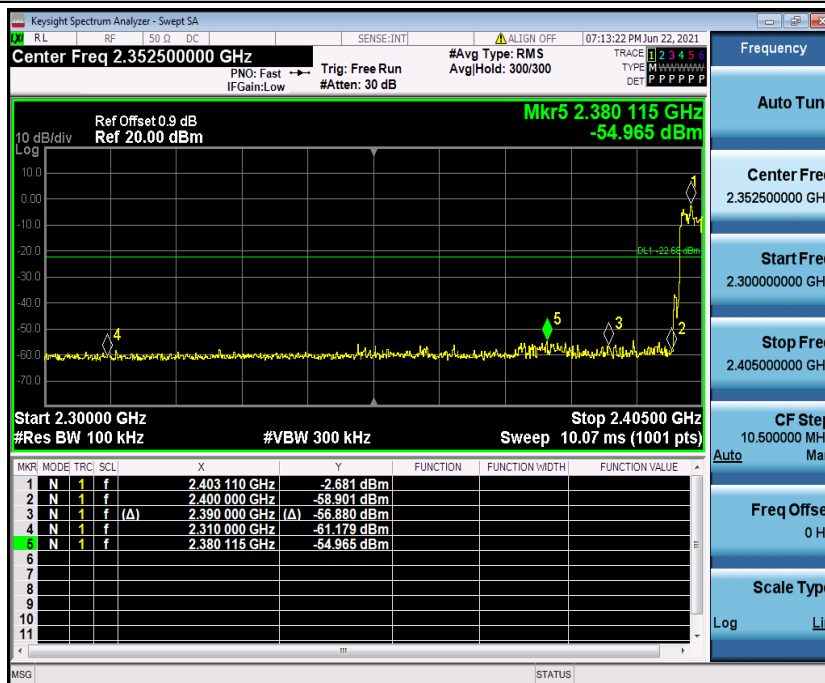 Keysight Spectrum Analyzer - Swept SA
LXI RL RF 50 Ω DC SENSE:INT ALIGN OFF 07:13:22 PM Jun 22, 2021
Center Freq 2.352500000 GHz
PNO: Fast
IFGain:Low
Trig: Free Run
#Atten: 30 dB
#Avg Type: RMS
Avg|Hold: 300/300
TRACE 1 2 3 4 5 6
TYPE M WWWWW
DET P P P P P P
Mkr5 2.380 115 GHz
-54.965 dBm
Ref Offset 0.9 dB
Ref 20.00 dBm
10 dB/div
Log
10.0
0.00
-10.0
-20.0
-30.0
-40.0
-50.0
-60.0
-70.0
1
DL1 -22.68 dBm
4
5
3
2
Start 2.30000 GHz
Stop 2.40500 GHz
#Res BW 100 kHz
#VBW 300 kHz
Sweep 10.07 ms (1001 pts)
MKR MODE TRC SCL X Y FUNCTION FUNCTION WIDTH FUNCTION VALUE
1 N 1 f 2.403 110 GHz -2.681 dBm
2 N 1 f 2.400 000 GHz -58.901 dBm
3 N 1 f (Δ) 2.390 000 GHz (Δ) -56.880 dBm
4 N 1 f 2.310 000 GHz -61.179 dBm
5 N 1 f 2.380 115 GHz -54.965 dBm
6
7
8
9
10
11
MSG
STATUS
Frequency
Auto Tun
Center Fre
2.352500000 GH
Start Fre
2.300000000 GH
Stop Fre
2.405000000 GH
CF Ste
10.500000 MH
Auto Ma
Freq Offse
0 H
Scale Typ
Log Li